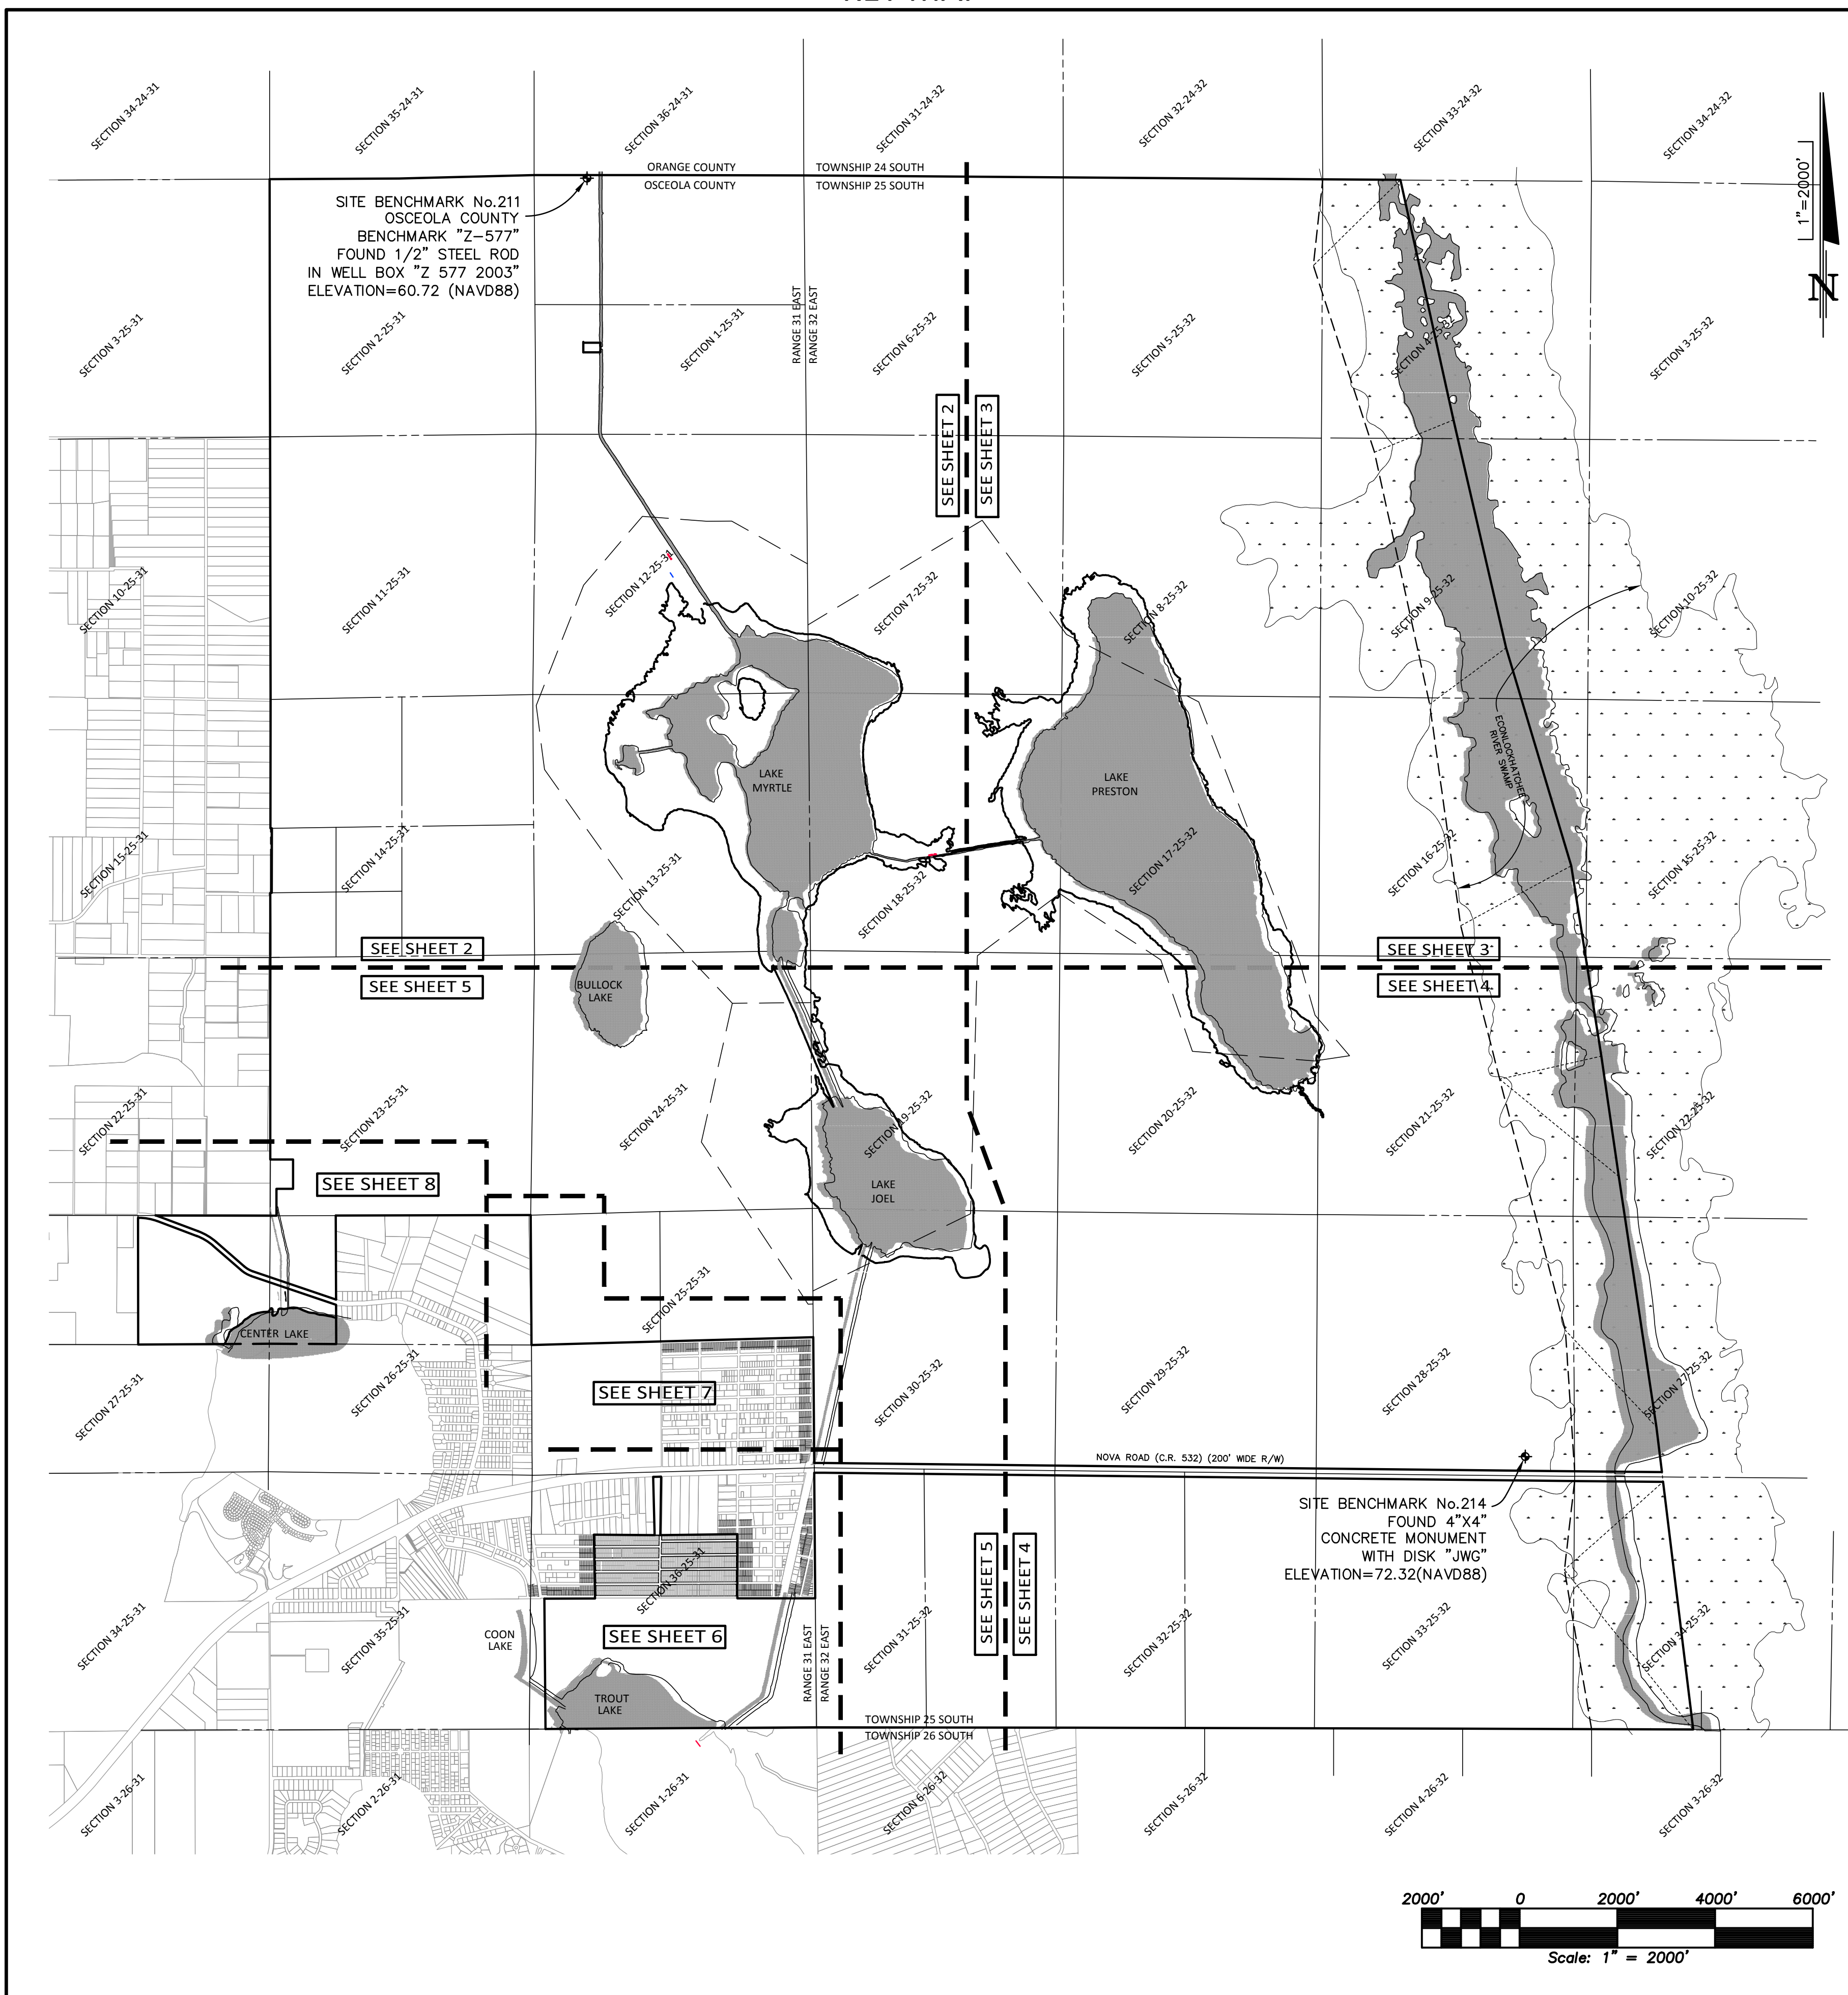 SECTION 34-24-31
SECTION 35-24-31
SECTION 36-24-31
SECTION 31-24-32
SECTION 32-24-32
SECTION 33-24-32
SECTION 34-24-32
1"=2000'
N
ORANGE COUNTY
TOWNSHIP 24 SOUTH
OSCEOLA COUNTY
TOWNSHIP 25 SOUTH
SITE BENCHMARK No.211
OSCEOLA COUNTY
BENCHMARK "Z-577"
FOUND 1/2" STEEL ROD
IN WELL BOX "Z 577 2003"
ELEVATION=60.72 (NAVD88)
SECTION 3-25-31
SECTION 2-25-31
SECTION 1-25-31
RANGE 31 EAST
RANGE 32 EAST
SECTION 6-25-32
SECTION 5-25-32
SECTION 4-25-32
SECTION 3-25-32
SEE SHEET 2
SEE SHEET 3
SECTION 10-25-31
SECTION 11-25-31
SECTION 12-25-31
SECTION 7-25-32
SECTION 8-25-32
SECTION 9-25-32
SECTION 10-25-32
ECONLOCKHATCHEE
RIVER SWAMP
LAKE
MYRTLE
LAKE
PRESTON
SECTION 15-25-31
SECTION 14-25-31
SECTION 13-25-31
SECTION 18-25-32
SECTION 17-25-32
SECTION 16-25-32
SECTION 15-25-32
SEE SHEET 2
SEE SHEET 3
SEE SHEET 5
SEE SHEET 4
BULLOCK
LAKE
SECTION 22-25-31
SECTION 23-25-31
SECTION 24-25-31
SECTION 19-25-32
SECTION 20-25-32
SECTION 21-25-32
SECTION 22-25-32
SEE SHEET 8
LAKE
JOEL
CENTER LAKE
SECTION 27-25-31
SECTION 26-25-31
SECTION 25-25-31
SEE SHEET 7
SECTION 30-25-32
SECTION 29-25-32
SECTION 28-25-32
SECTION 27-25-32
NOVA ROAD (C.R. 532) (200' WIDE R/W)
SITE BENCHMARK No.214
FOUND 4"X4"
CONCRETE MONUMENT
WITH DISK "JWG"
ELEVATION=72.32(NAVD88)
SEE SHEET 5
SEE SHEET 4
SECTION 34-25-31
SECTION 35-25-31
SECTION 36-25-31
SECTION 31-25-32
SECTION 32-25-32
SECTION 33-25-32
SECTION 34-25-32
COON
LAKE
SEE SHEET 6
RANGE 31 EAST
RANGE 32 EAST
TROUT
LAKE
TOWNSHIP 25 SOUTH
TOWNSHIP 26 SOUTH
SECTION 3-26-31
SECTION 2-26-31
SECTION 1-26-31
SECTION 6-26-32
SECTION 5-26-32
SECTION 4-26-32
SECTION 3-26-32
2000' 0 2000' 4000' 6000'
Scale: 1" = 2000'